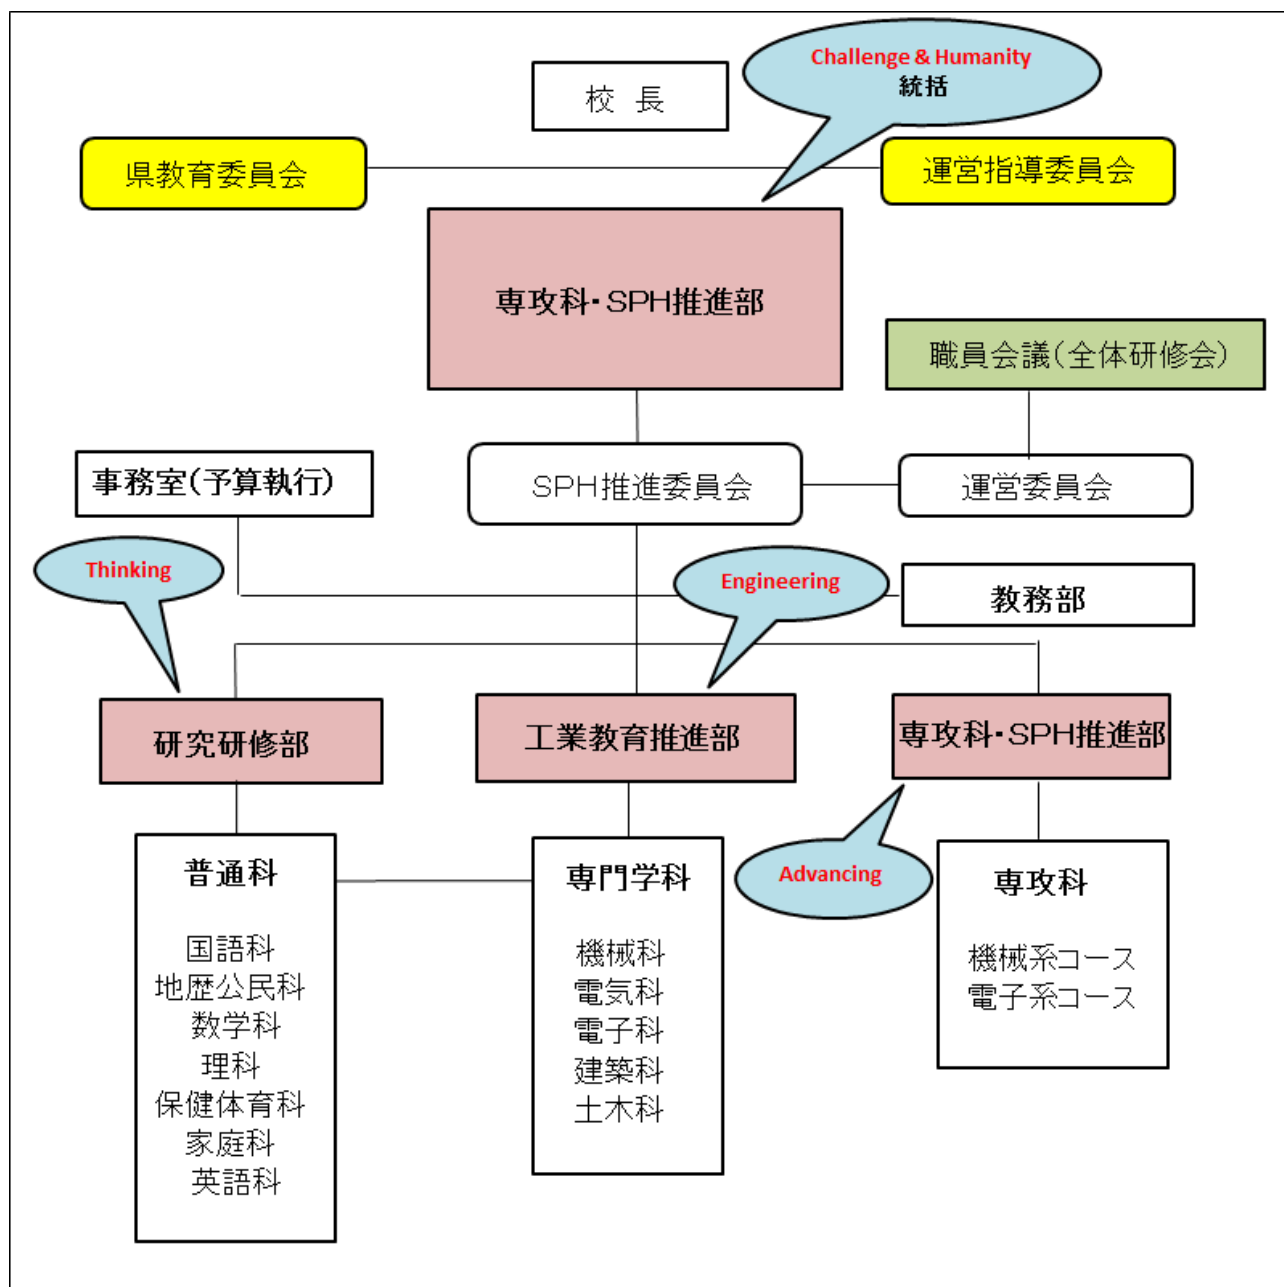 Challenge & Humanity
統括
校 長
県教育委員会
運営指導委員会
専攻科・SPH推進部
職員会議(全体研修会)
事務室(予算執行)
SPH推進委員会
運営委員会
Thinking
Engineering
教務部
研究研修部
工業教育推進部
専攻科・SPH推進部
普通科
国語科
地歴公民科
数学科
理科
保健体育科
家庭科
英語科
専門学科
機械科
電気科
電子科
建築科
土木科
Advancing
専攻科
機械系コース
電子系コース